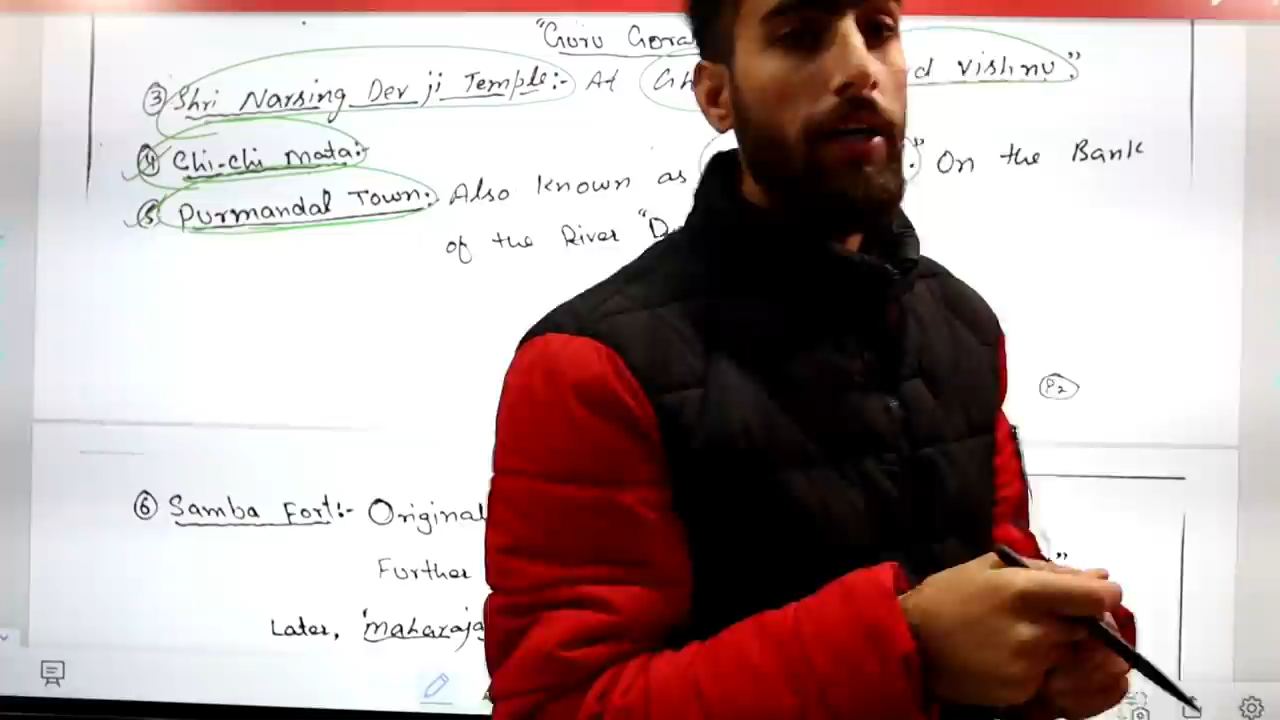 "Guru Gora
③ Shri Narsing Dev ji Temple:- At Gh d Vishnu."
④ Chi-Chi Mata:-
⑤ Purmandal Town:- Also known as ." On the Bank
of the River "D
P2
⑥ Samba Fort:- Original
Further "
Later, "maharaja